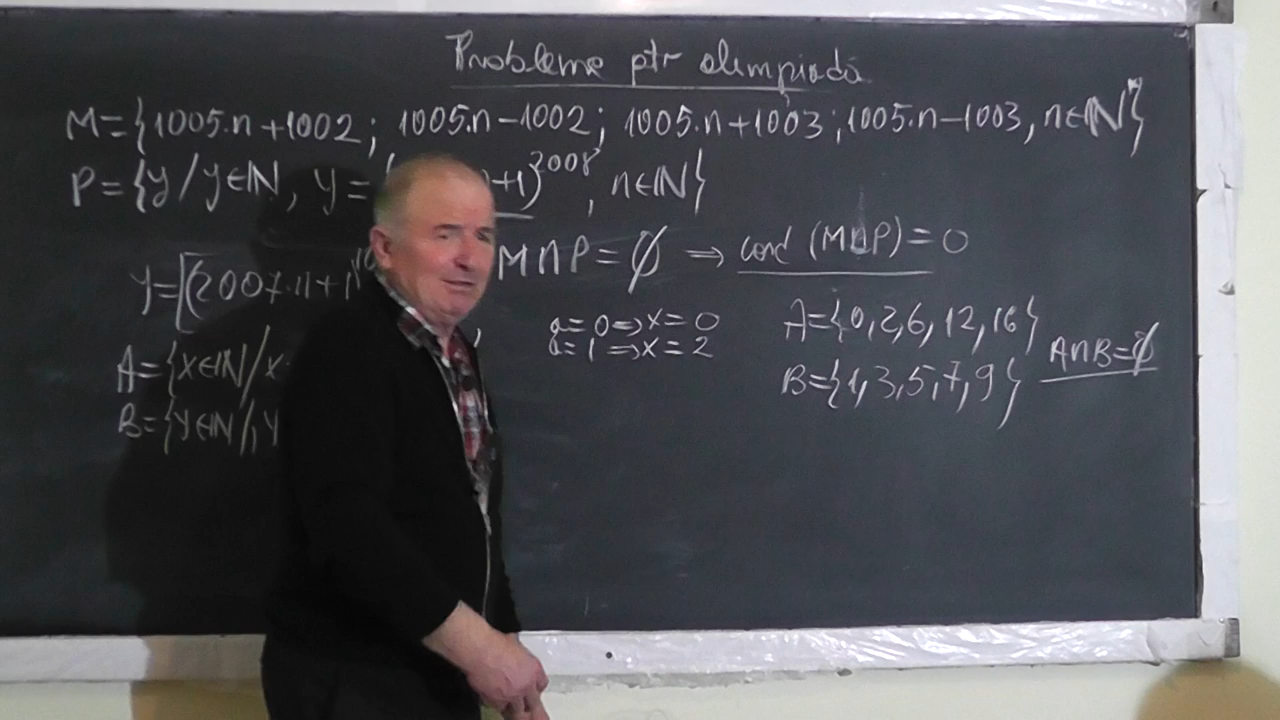 Probleme ptr olimpiadă
M={1005.n+1002; 1005.n-1002; 1005.n+1003; 1005.n-1003, n∈ℕ*}
P={y/y∈ℕ, y=( +1)²⁰⁰⁸, n∈ℕ}
M∩P=∅ ⇒ card (M∩P)=0
y=[(2007.n+1)
a=0⇒x=0
a=1⇒x=2
A={0,2,6,12,16}
B={1,3,5,7,9}
A∩B=∅
A={x∈ℕ/x
B={y∈ℕ/,y